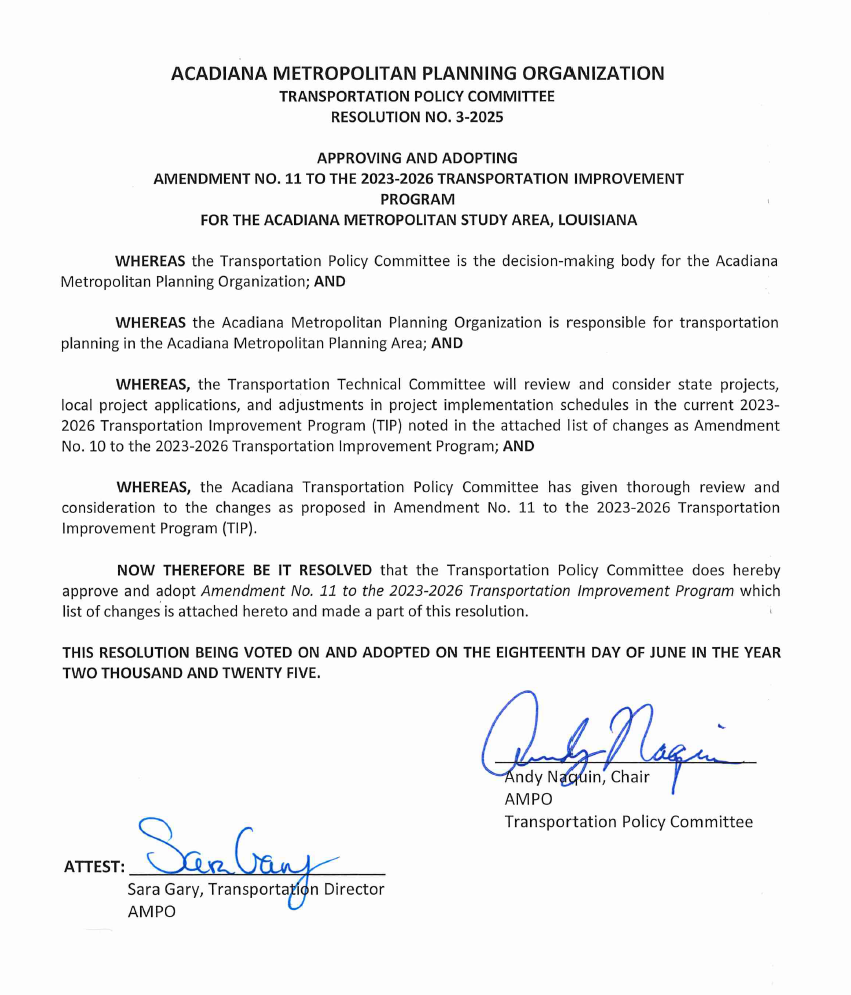 ACADIANA METROPOLITAN PLANNING ORGANIZATION
TRANSPORTATION POLICY COMMITTEE
RESOLUTION NO. 3-2025
APPROVING AND ADOPTING
AMENDMENT NO. 11 TO THE 2023-2026 TRANSPORTATION IMPROVEMENT
PROGRAM
FOR THE ACADIANA METROPOLITAN STUDY AREA, LOUISIANA
WHEREAS the Transportation Policy Committee is the decision-making body for the Acadiana
Metropolitan Planning Organization; AND
WHEREAS the Acadiana Metropolitan Planning Organization is responsible for transportation
planning in the Acadiana Metropolitan Planning Area; AND
WHEREAS, the Transportation Technical Committee will review and consider state projects,
local project applications, and adjustments in project implementation schedules in the current 2023-
2026 Transportation Improvement Program (TIP) noted in the attached list of changes as Amendment
No. 10 to the 2023-2026 Transportation Improvement Program; AND
WHEREAS, the Acadiana Transportation Policy Committee has given thorough review and
consideration to the changes as proposed in Amendment No. 11 to the 2023-2026 Transportation
Improvement Program (TIP).
NOW THEREFORE BE IT RESOLVED that the Transportation Policy Committee does hereby
approve and adopt Amendment No. 11 to the 2023-2026 Transportation Improvement Program which
list of changes is attached hereto and made a part of this resolution.
THIS RESOLUTION BEING VOTED ON AND ADOPTED ON THE EIGHTEENTH DAY OF JUNE IN THE YEAR
TWO THOUSAND AND TWENTY FIVE.
Andy Naquin
Andy Naquin, Chair
AMPO
Transportation Policy Committee
ATTEST: Sara Gary
Sara Gary, Transportation Director
AMPO